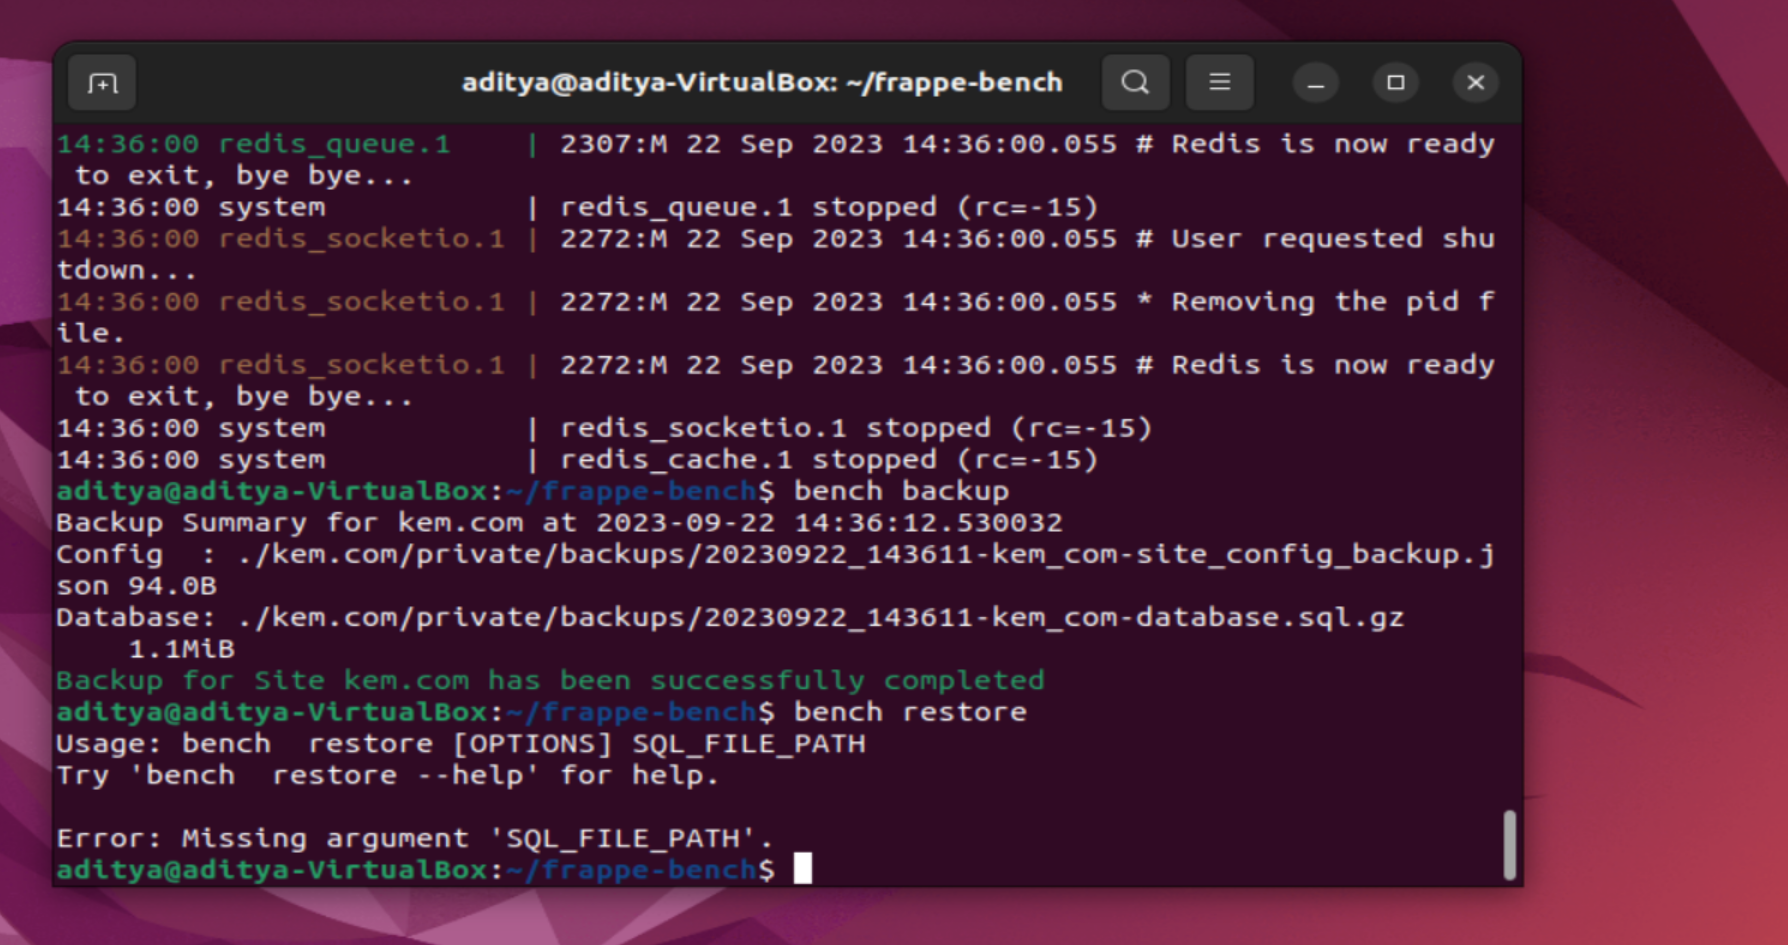 aditya@aditya-VirtualBox: ~/frappe-bench
14:36:00 redis_queue.1    | 2307:M 22 Sep 2023 14:36:00.055 # Redis is now ready
 to exit, bye bye...
14:36:00 system           | redis_queue.1 stopped (rc=-15)
14:36:00 redis_socketio.1 | 2272:M 22 Sep 2023 14:36:00.055 # User requested shu
tdown...
14:36:00 redis_socketio.1 | 2272:M 22 Sep 2023 14:36:00.055 * Removing the pid f
ile.
14:36:00 redis_socketio.1 | 2272:M 22 Sep 2023 14:36:00.055 # Redis is now ready
 to exit, bye bye...
14:36:00 system           | redis_socketio.1 stopped (rc=-15)
14:36:00 system           | redis_cache.1 stopped (rc=-15)
aditya@aditya-VirtualBox:~/frappe-bench$ bench backup
Backup Summary for kem.com at 2023-09-22 14:36:12.530032
Config  : ./kem.com/private/backups/20230922_143611-kem_com-site_config_backup.j
son 94.0B
Database: ./kem.com/private/backups/20230922_143611-kem_com-database.sql.gz
    1.1MiB
Backup for Site kem.com has been successfully completed
aditya@aditya-VirtualBox:~/frappe-bench$ bench restore
Usage: bench  restore [OPTIONS] SQL_FILE_PATH
Try 'bench  restore --help' for help.
Error: Missing argument 'SQL_FILE_PATH'.
aditya@aditya-VirtualBox:~/frappe-bench$